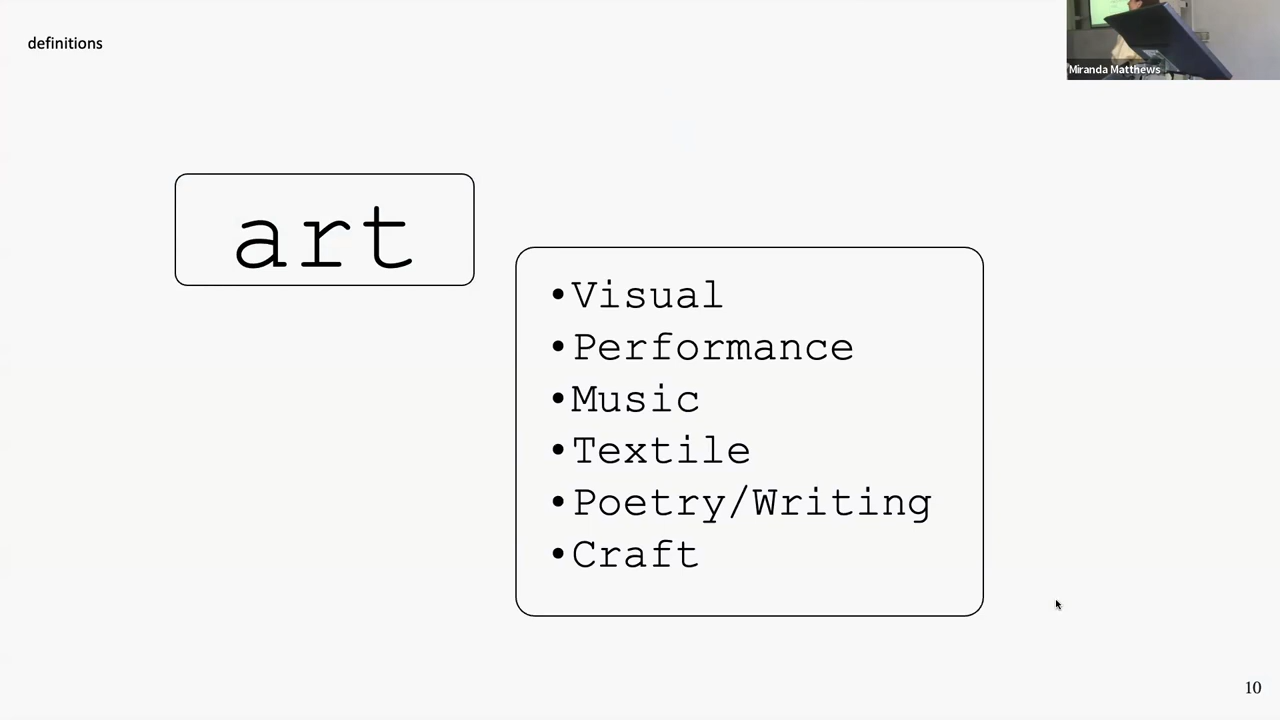 definitions
Miranda Matthews
art
•Visual
•Performance
•Music
•Textile
•Poetry/Writing
•Craft
10